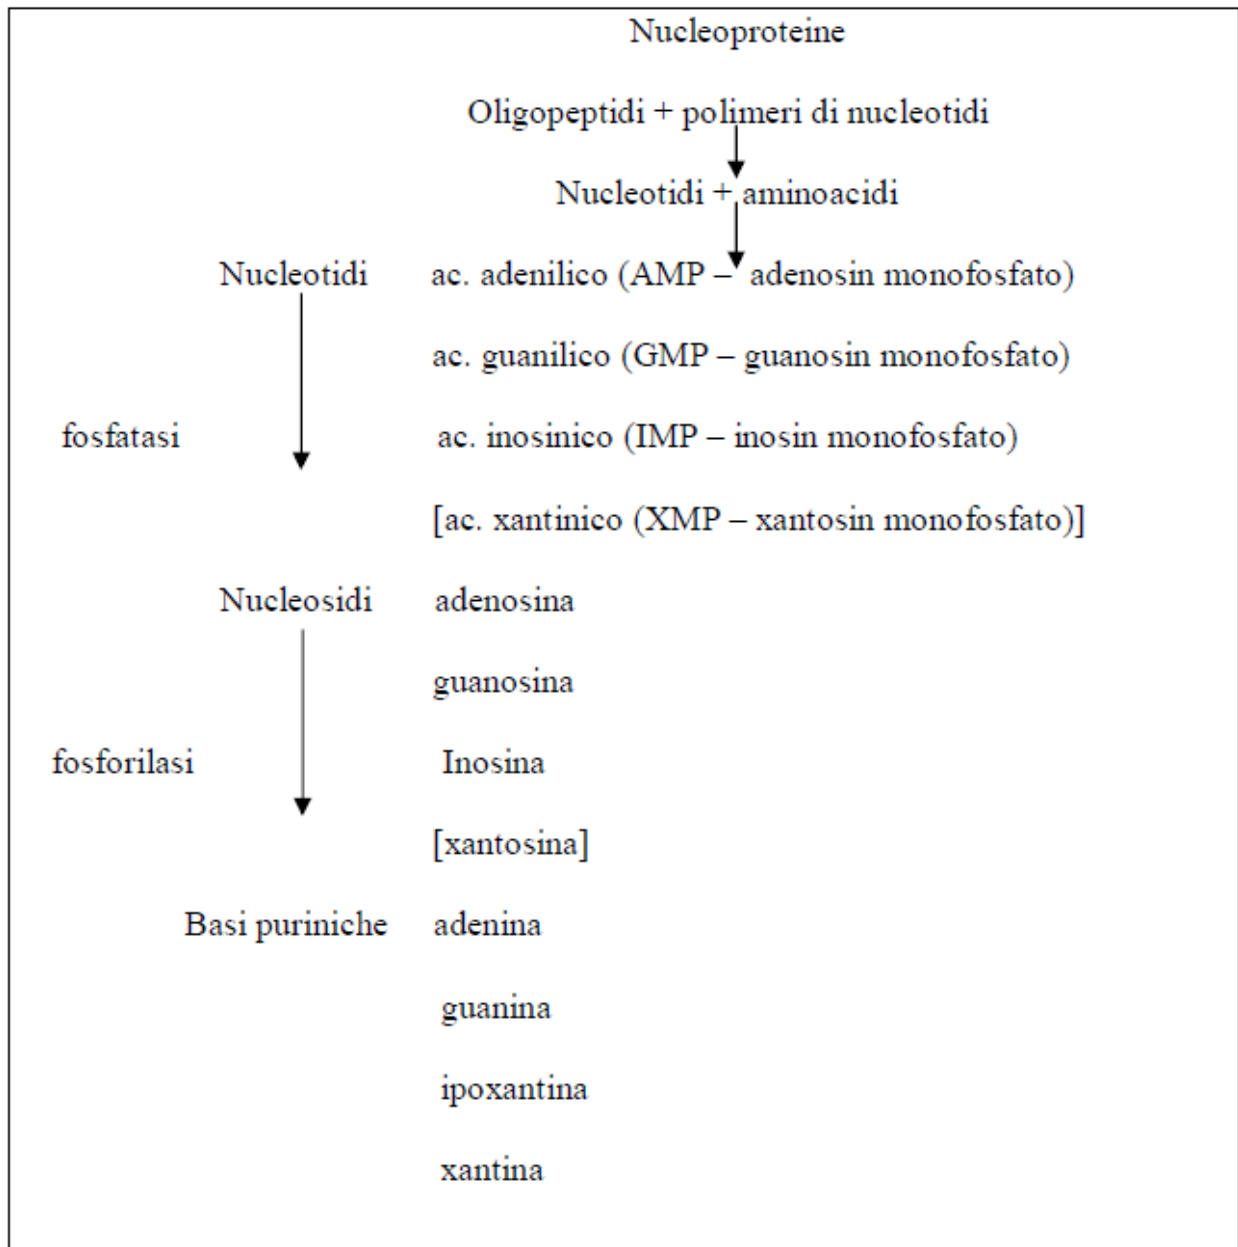 Nucleoproteine
Oligopeptidi + polimeri di nucleotidi
Nucleotidi + aminoacidi
Nucleotidi ac. adenilico (AMP – adenosin monofosfato)
ac. guanilico (GMP – guanosin monofosfato)
fosfatasi ac. inosinico (IMP – inosin monofosfato)
[ac. xantinico (XMP – xantosin monofosfato)]
Nucleosidi adenosina
guanosina
fosforilasi Inosina
[xantosina]
Basi puriniche adenina
guanina
ipoxantina
xantina